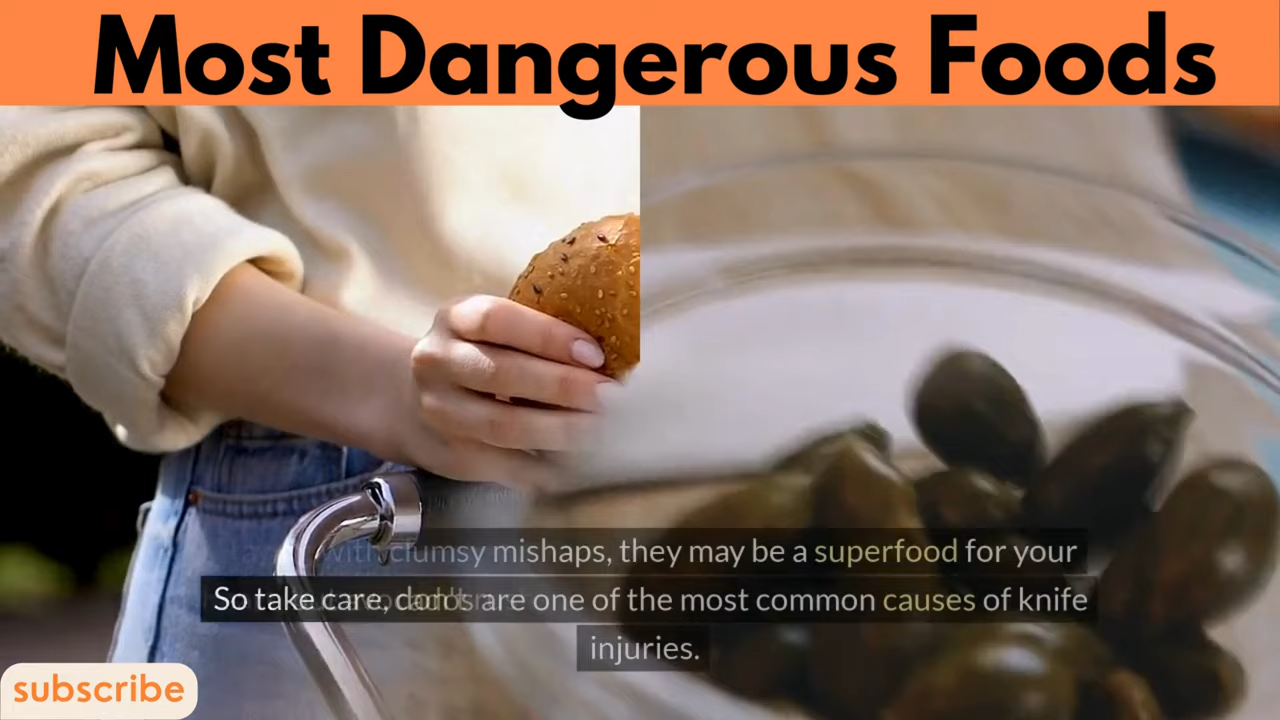 Most Dangerous Foods
with clumsy mishaps, they may be a superfood for your
So take care, are one of the most common causes of knife
injuries.
subscribe